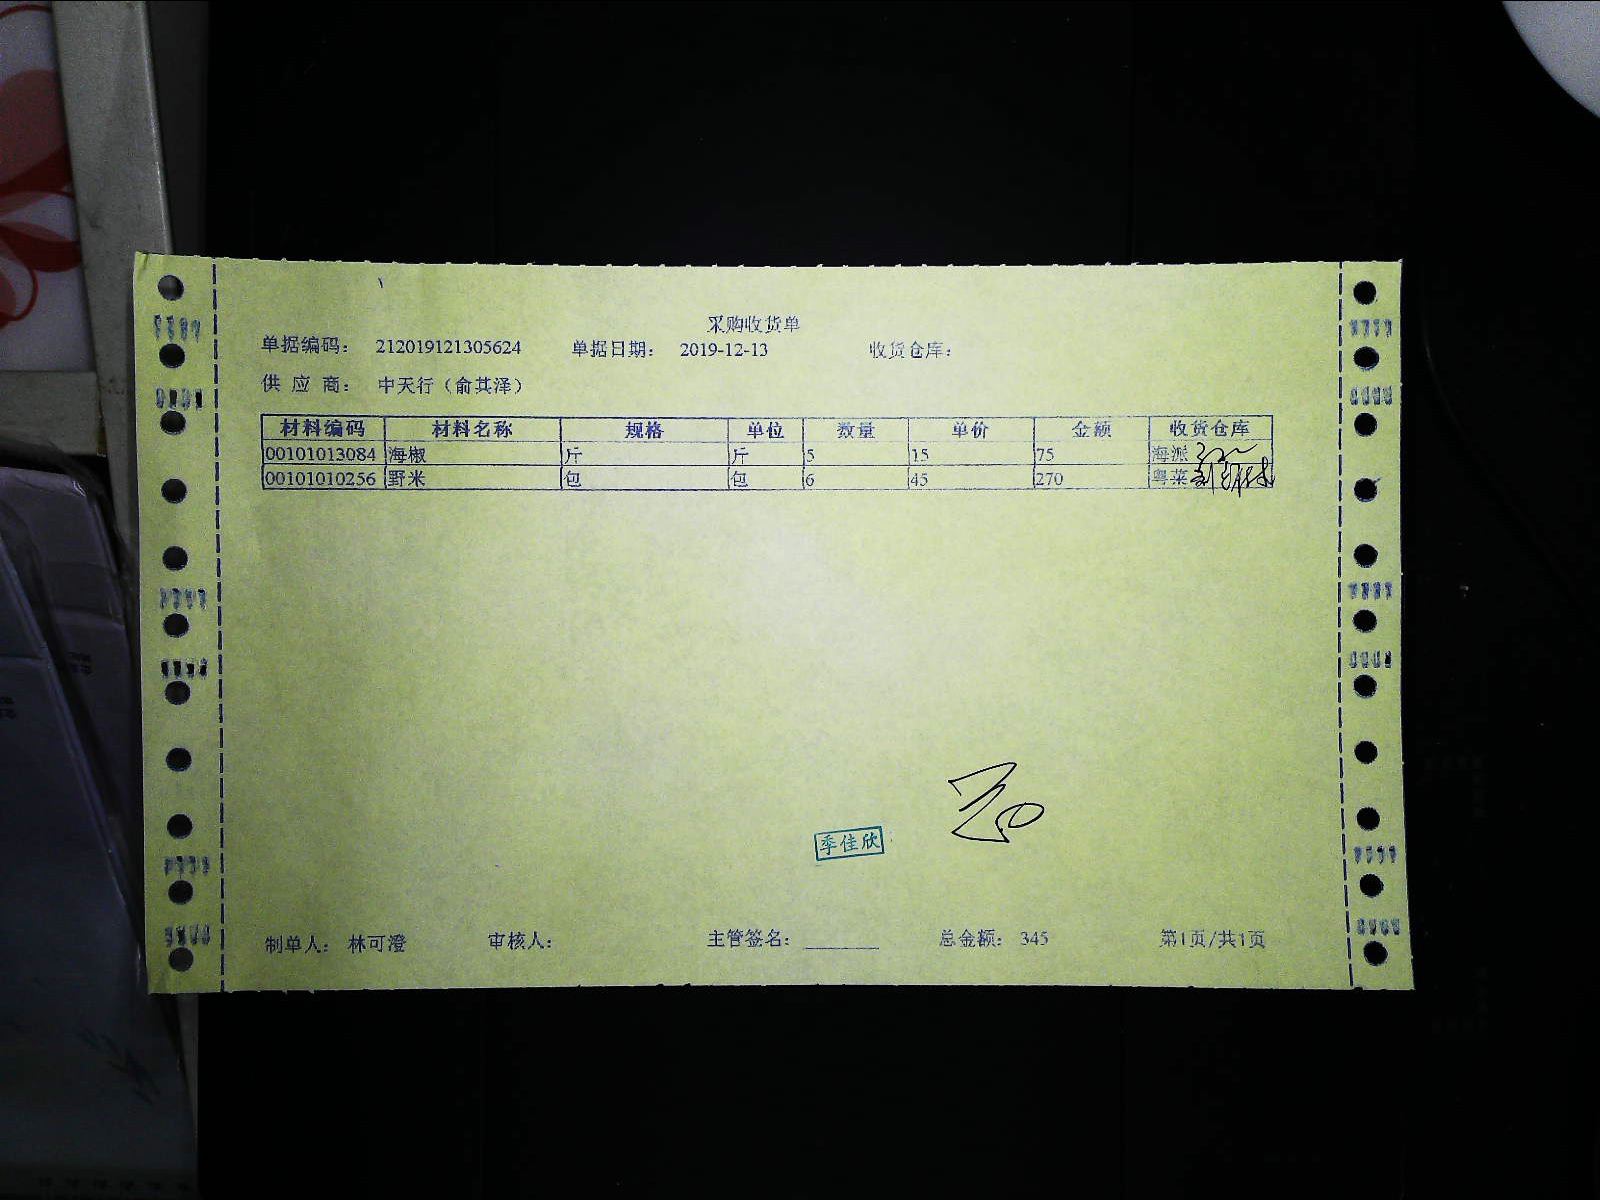 采购收货单
单据编码： 212019121305624 单据日期： 2019-12-13 收货仓库：
供 应 商： 中天行（俞其泽）
材料编码 材料名称 规格 单位 数量 单价 金额 收货仓库
00101013084 海椒 斤 斤 5 15 75 海派
00101010256 野米 包 包 6 45 270 粤菜
季佳欣
制单人： 林可澄 审核人： 主管签名： 总金额： 345 第1页/共1页